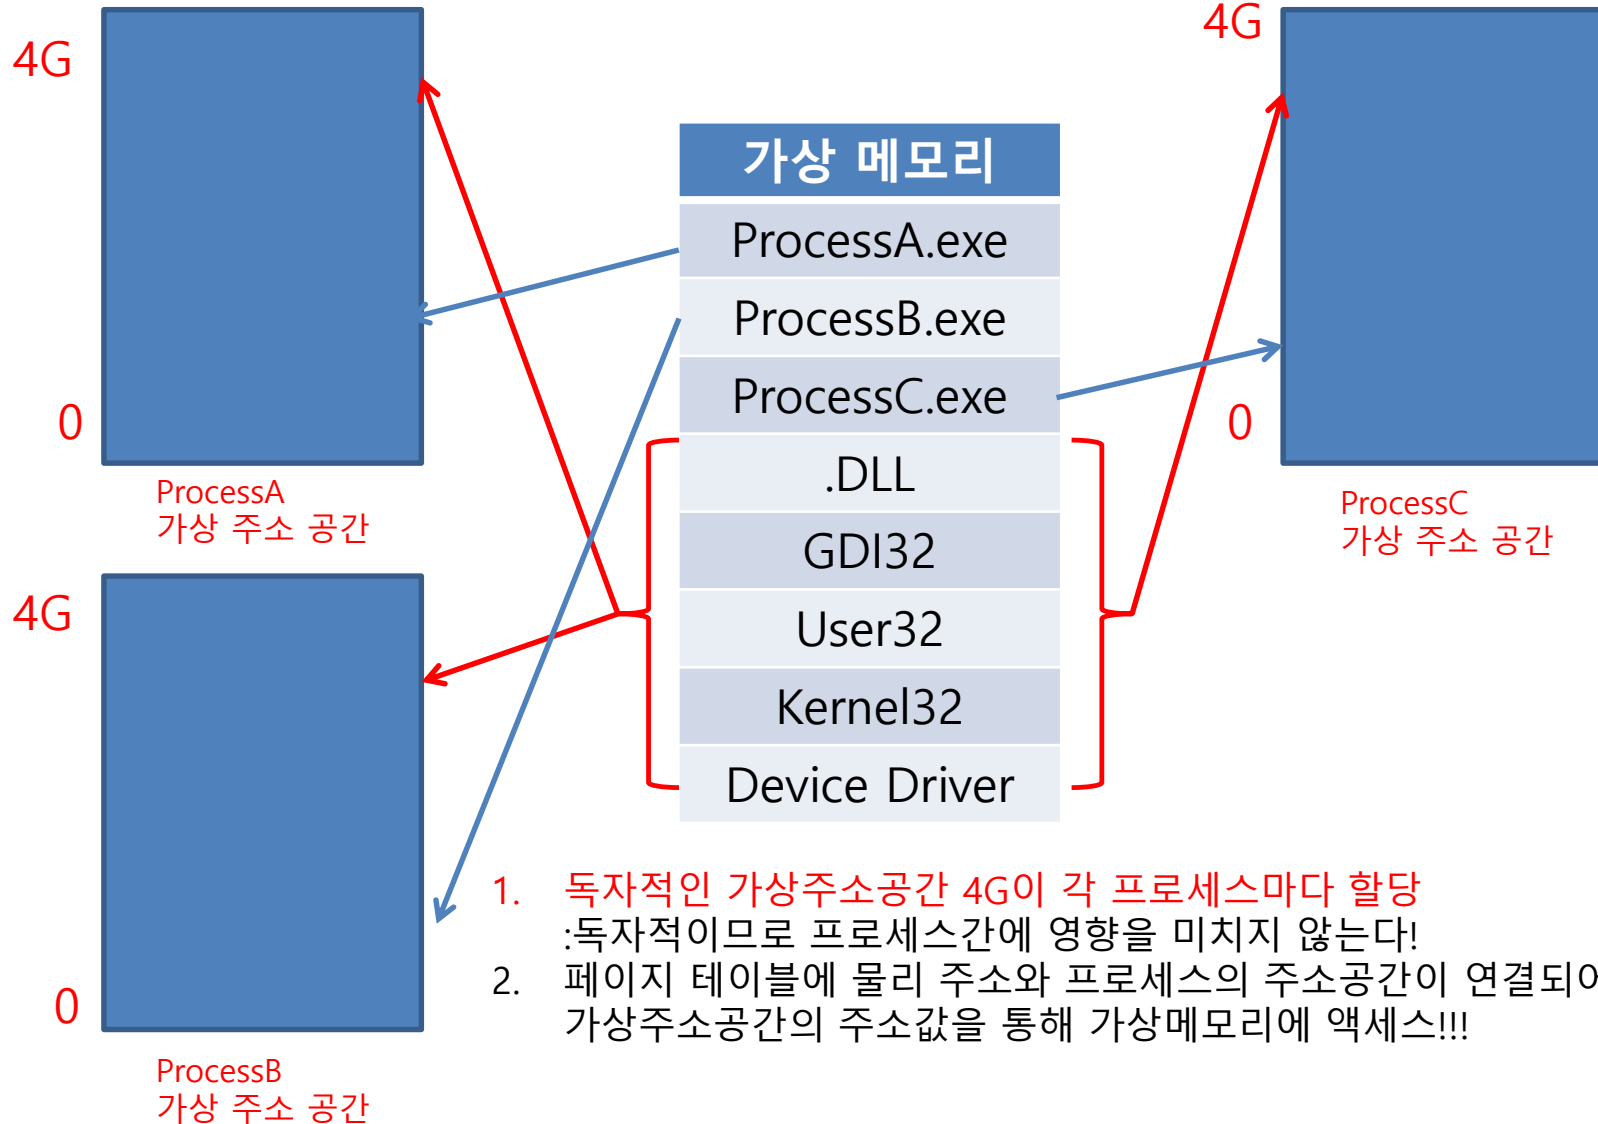 4G
0
ProcessA
가상 주소 공간
4G
0
ProcessB
가상 주소 공간
가상 메모리
ProcessA.exe
ProcessB.exe
ProcessC.exe
.DLL
GDI32
User32
Kernel32
Device Driver
4G
0
ProcessC
가상 주소 공간
1. 독자적인 가상주소공간 4G이 각 프로세스마다 할당
:독자적이므로 프로세스간에 영향을 미치지 않는다!
2. 페이지 테이블에 물리 주소와 프로세스의 주소공간이
가상주소공간의 주소값을 통해 가상메모리에 액세스!!!